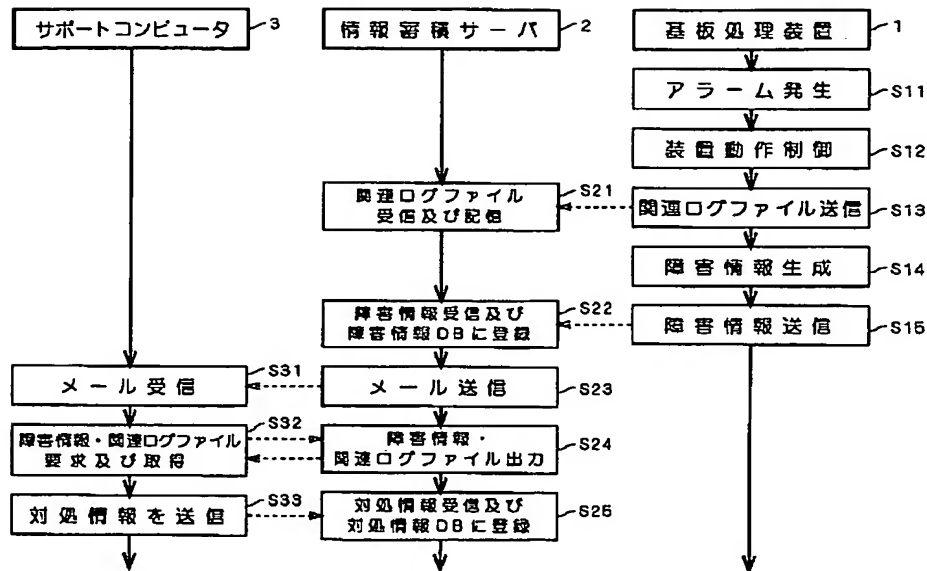 サポートコンピュータ
3
情報蓄積サーバ
2
基板処理装置
1
アラーム発生
S11
装置動作制御
S12
関連ログファイル
受信及び記憶
S21
関連ログファイル送信
S13
障害情報生成
S14
障害情報受信及び
障害情報DBに登録
S22
障害情報送信
S15
メール受信
S31
メール送信
S23
障害情報・関連ログファイル
要求及び取得
S32
障害情報・
関連ログファイル出力
S24
対処情報を送信
S33
対処情報受信及び
対処情報DBに登録
S25